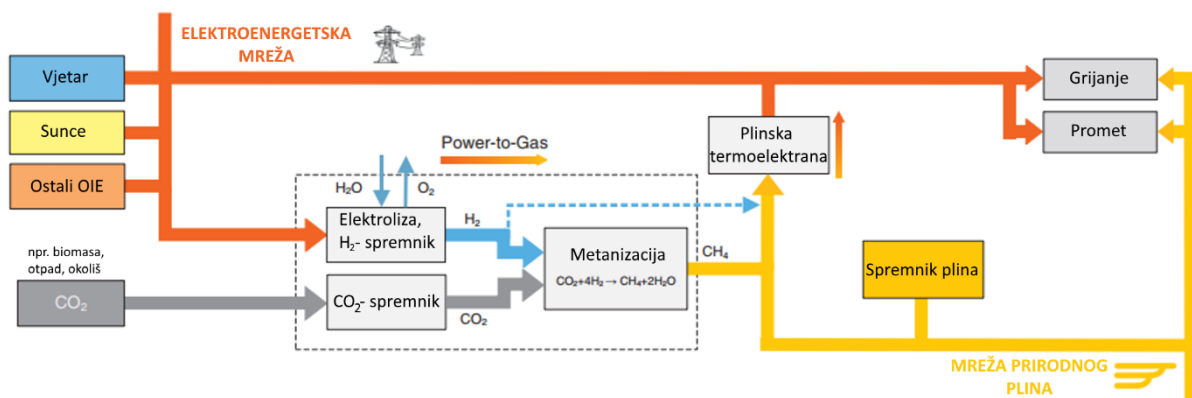 ELEKTROENERGETSKA
MREŽA
Vjetar
Sunce
Ostali OIE
npr. biomasa,
otpad, okoliš
CO₂
Power-to-Gas
H₂O
O₂
Elektroliza,
H₂- spremnik
H₂
CO₂- spremnik
CO₂
Metanizacija
CO₂+4H₂→CH₄+2H₂O
CH₄
Plinska
termoelektrana
Grijanje
Promet
Spremnik plina
MREŽA PRIRODNOG
PLINA